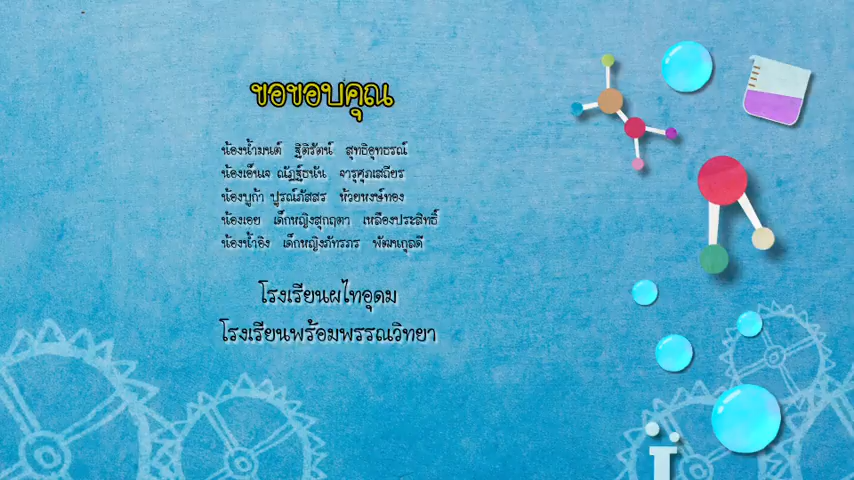 ขอขอบคุณ
น้องน้ำมนต์ ฐิติรัตน์ สุทธิอุทธรณ์
น้องเอ็นเจ ณัฏฐ์ธนัน จารุศุภเสถียร
น้องบูก้า ปูรณ์ภัสสร ห้วยหงษ์ทอง
น้องเอย เด็กหญิงสุกฤตา เหลืองประสิทธิ์
น้องน้ำอิง เด็กหญิงภัทรภร พัฒนกุลดี
โรงเรียนผไทอุดม
โรงเรียนพร้อมพรรณวิทยา